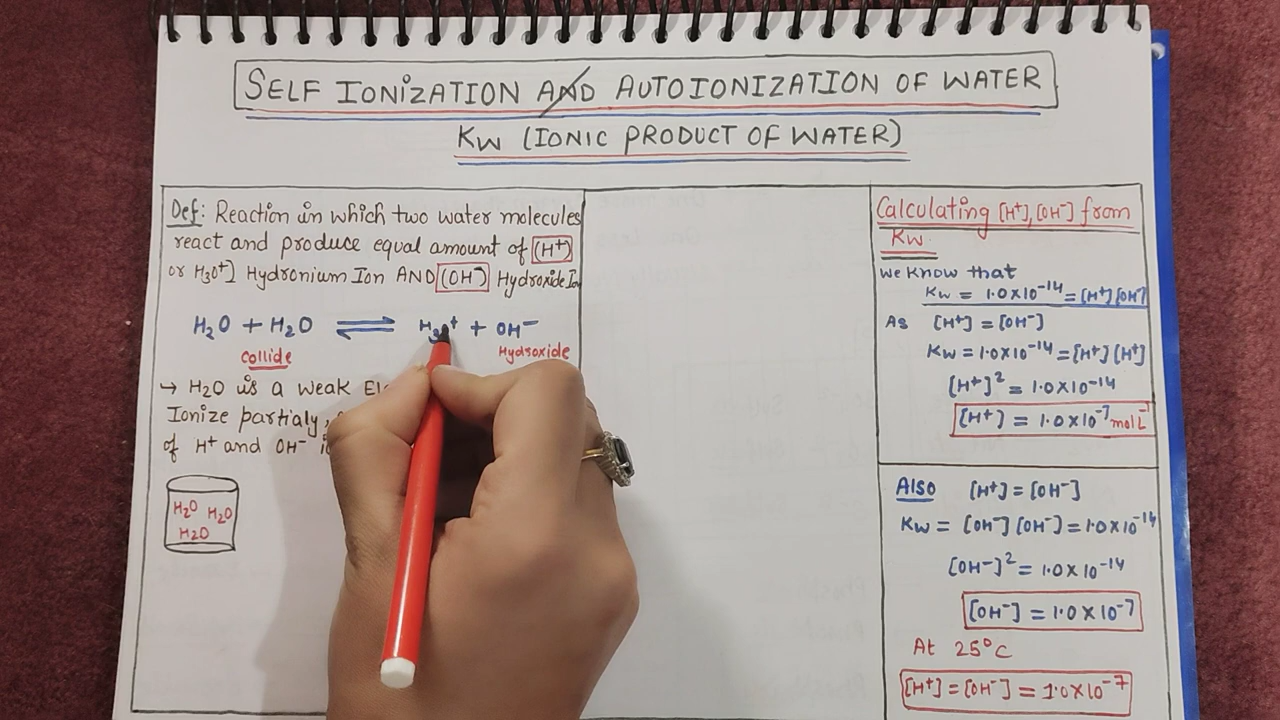 SELF IONIZATION AND AUTOIONIZATION OF WATER
KW (IONIC PRODUCT OF WATER)
Def: Reaction in which two water molecules
react and produce equal amount of (H⁺)
or H3O⁺] Hydronium Ion AND (OH⁻) Hydroxide Ion
H₂O + H₂O ⇌ H₃O⁺ + OH⁻
collide
Hydroxide
→ H₂O is a weak
Ionize partialy,
of H⁺ and OH⁻
H₂O H₂O
H₂O
Calculating [H⁺], [OH⁻] from
Kw.
we know that
Kw = 1.0×10⁻¹⁴ = [H⁺] [OH⁻]
As [H⁺] = [OH⁻]
Kw = 1.0×10⁻¹⁴ = [H⁺] [H⁺]
[H⁺]² = 1.0×10⁻¹⁴
[H⁺] = 1.0×10⁻⁷ mol L⁻¹
Also [H⁺] = [OH⁻]
Kw = [OH⁻] [OH⁻] = 1.0×10⁻¹⁴
[OH⁻]² = 1.0×10⁻¹⁴
[OH⁻] = 1.0×10⁻⁷
At 25°C
[H⁺] = [OH⁻] = 1.0×10⁻⁷